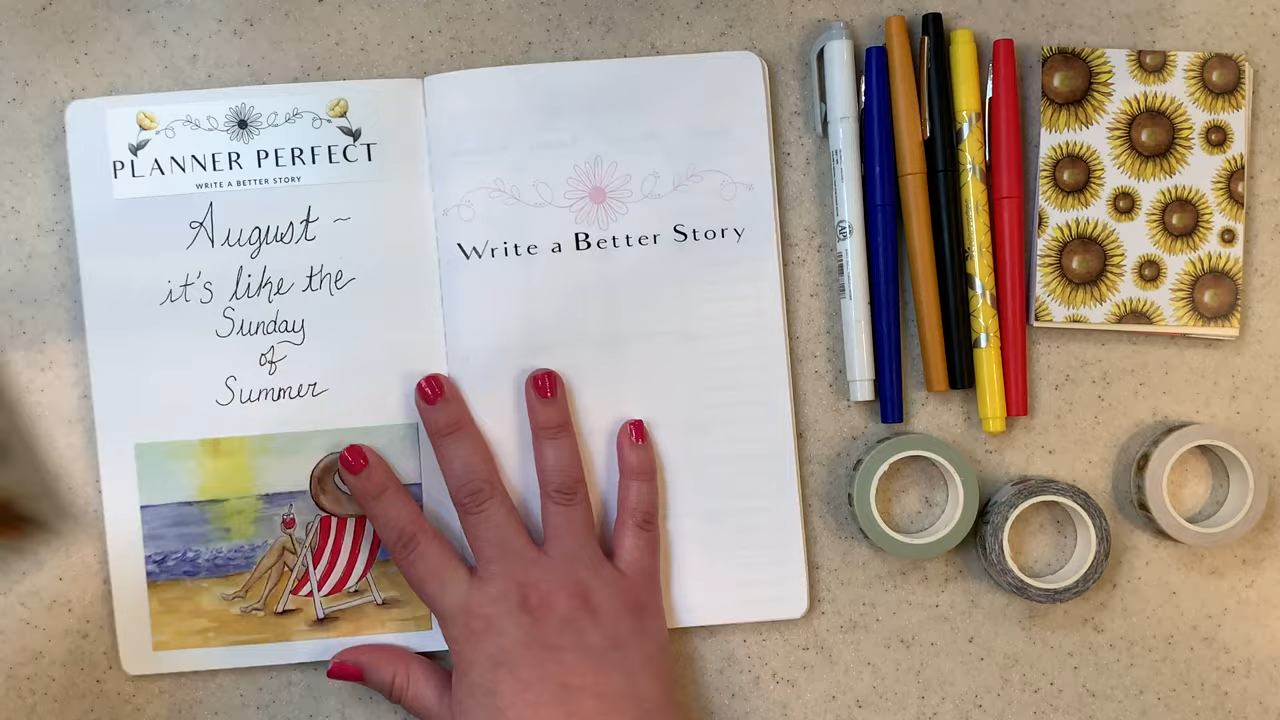 PLANNER PERFECT
WRITE A BETTER STORY
August ~
it's like the
Sunday
of
Summer
Write a Better Story